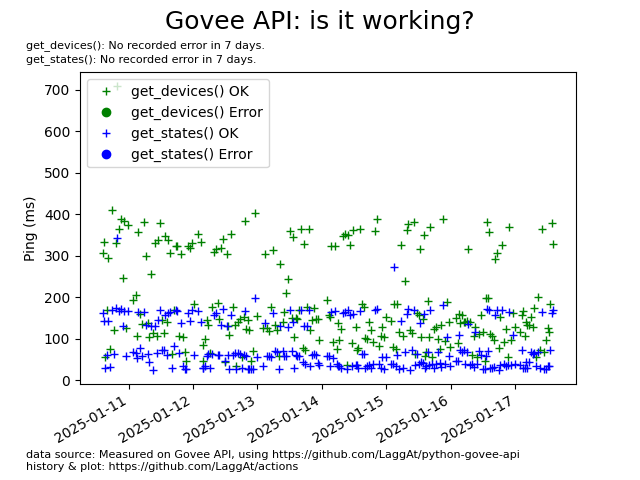 Govee API: is it working?
get_devices(): No recorded error in 7 days.
get_states(): No recorded error in 7 days.
700
600
500
400
300
200
100
0
Ping (ms)
get_devices() OK
get_devices() Error
get_states() OK
get_states() Error
2025-01-11
2025-01-12
2025-01-13
2025-01-14
2025-01-15
2025-01-16
2025-01-17
data source: Measured on Govee API, using https://github.com/LaggAt/python-govee-api
history & plot: https://github.com/LaggAt/actions